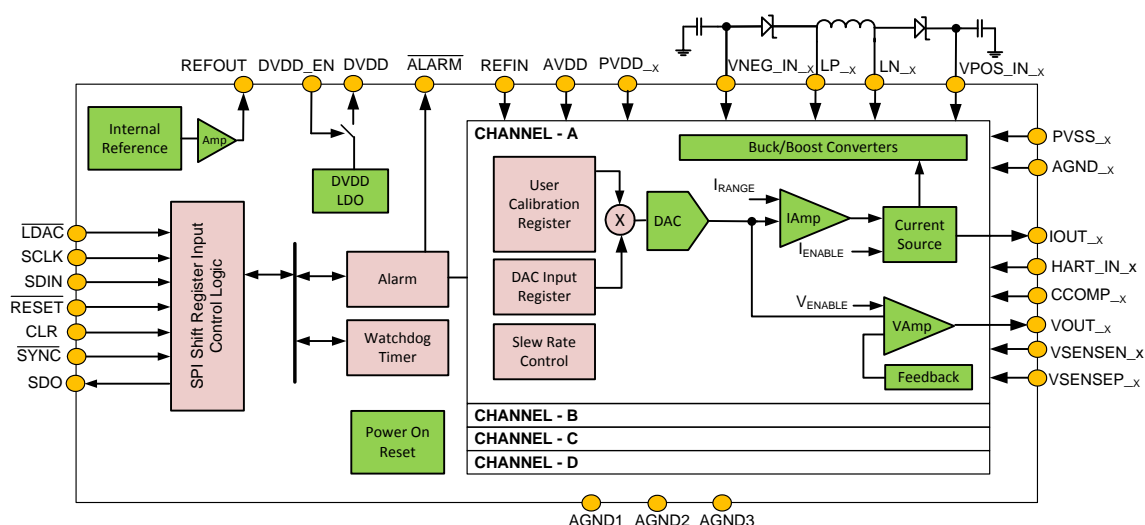 REFOUT
DVDD_EN
DVDD
ALARM
REFIN
AVDD
PVDD_x
VNEG_IN_x
LP_x
LN_x
VPOS_IN_x
Internal
Reference
Amp
DVDD
LDO
CHANNEL - A
Buck/Boost Converters
PVSS_x
AGND_x
User
Calibration
Register
X
DAC
IRANGE
IAmp
Current
Source
IENABLE
IOUT_x
HART_IN_x
CCOMP_x
LDAC
SCLK
SDIN
RESET
CLR
SYNC
SDO
SPI Shift Register Input
Control Logic
Alarm
DAC Input
Register
VENABLE
VAmp
VOUT_x
VSENSEN_x
VSENSEP_x
Watchdog
Timer
Slew Rate
Control
Feedback
Power On
Reset
CHANNEL - B
CHANNEL - C
CHANNEL - D
AGND1
AGND2
AGND3